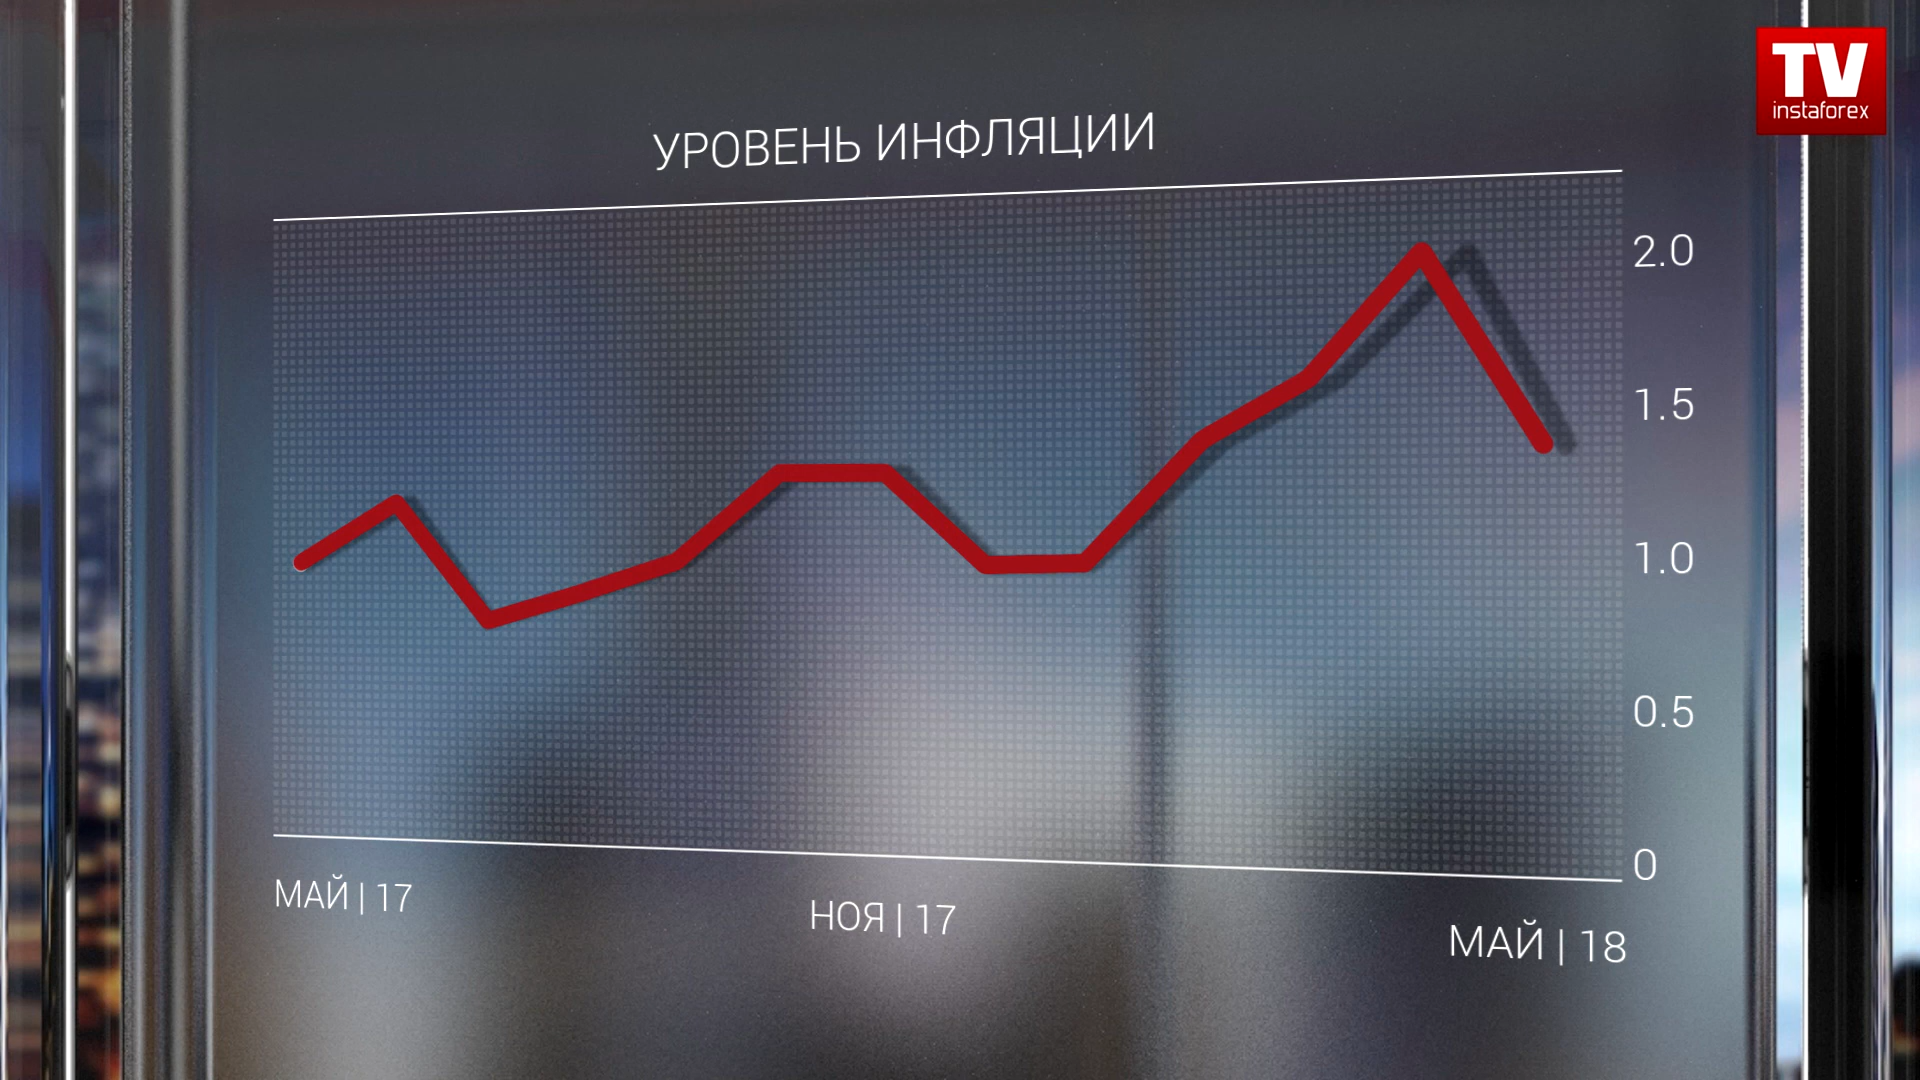 TV
instaforex
УРОВЕНЬ ИНФЛЯЦИИ
2.0
1.5
1.0
0.5
0
МАЙ | 17
НОЯ | 17
МАЙ | 18